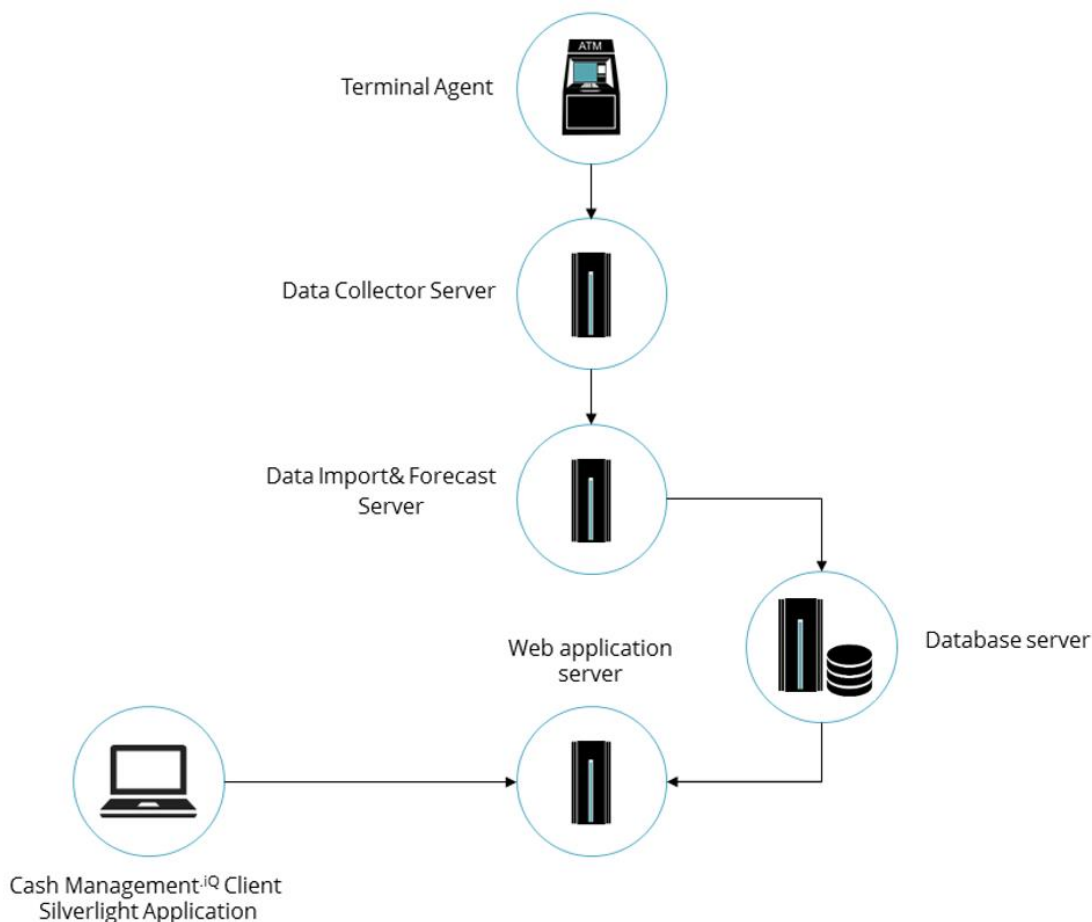 ATM
Terminal Agent
Data Collector Server
Data Import& Forecast
Server
Database server
Web application
server
Cash Management.iQ Client
Silverlight Application